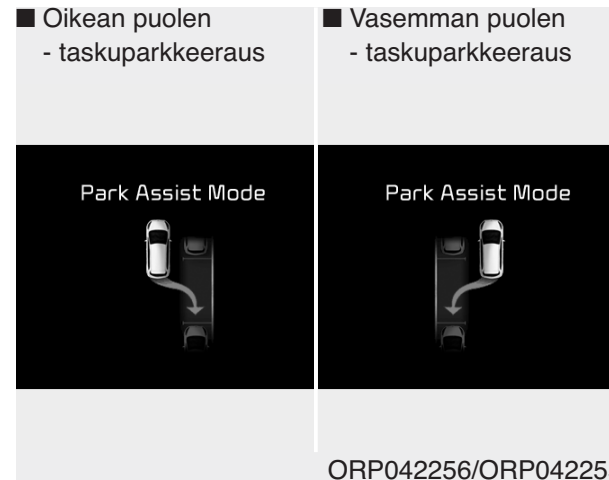 ■ Oikean puolen
- taskuparkkeeraus
■ Vasemman puolen
- taskuparkkeeraus
Park Assist Mode
Park Assist Mode
ORP042256/ORP04225